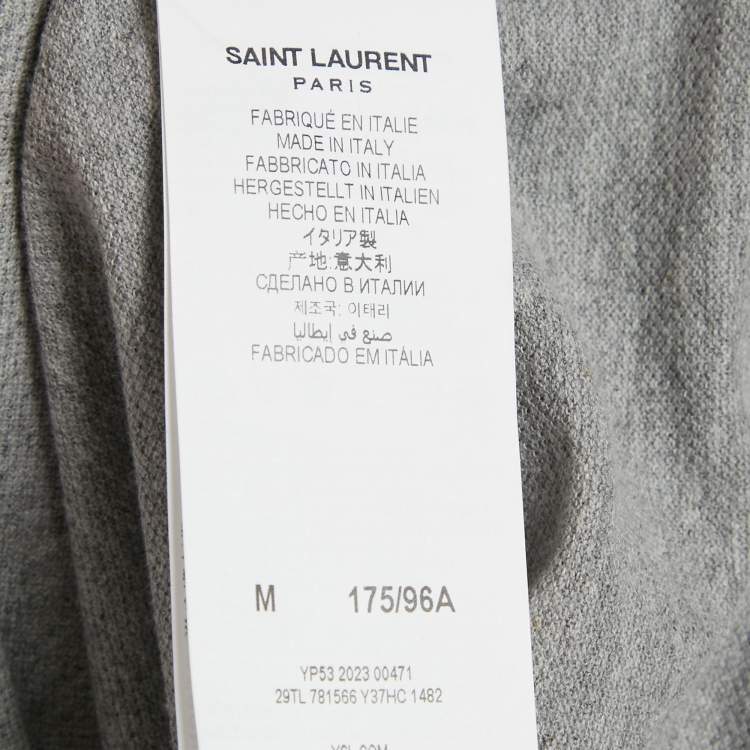 SAINT LAURENT
PARIS
FABRIQUÉ EN ITALIE
MADE IN ITALY
FABBRICATO IN ITALIA
HERGESTELLT IN ITALIEN
HECHO EN ITALIA
イタリア製
产地:意大利
СДЕЛАНО В ИТАЛИИ
제조국: 이태리
صنع في إيطاليا
FABRICADO EM ITÁLIA
M 175/96A
YP53 2023 00471
29TL 781566 Y37HC 1482